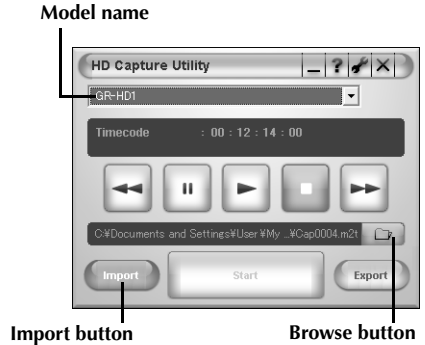 Model name
HD Capture Utility
GR-HD1
Timecode : 00 : 12 : 14 : 00
C:¥Documents and Settings¥User ¥My ..¥Cap0004.m2t
Import Start Export
Import button Browse button